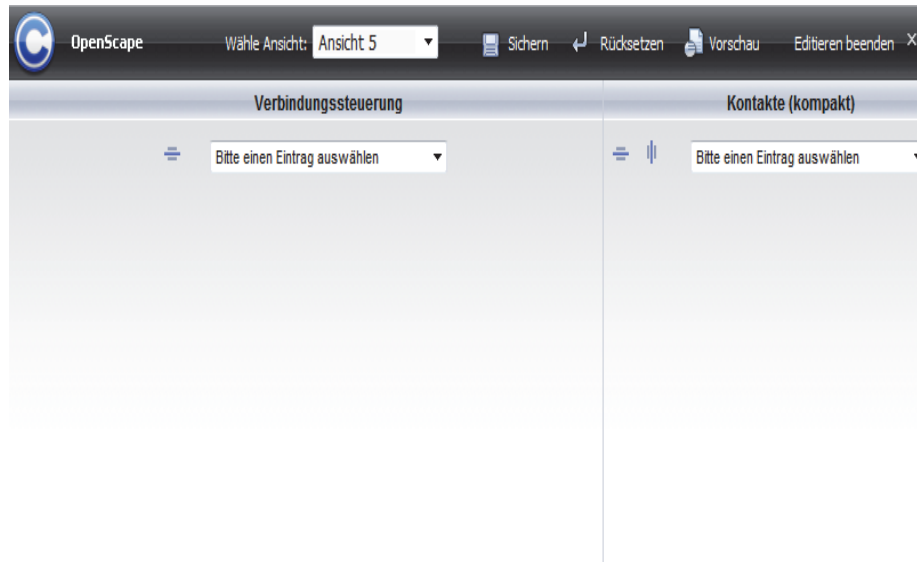 OpenScape Wähle Ansicht: Ansicht 5 Sichern Rücksetzen Vorschau Editieren beenden
Verbindungssteuerung Kontakte (kompakt)
Bitte einen Eintrag auswählen Bitte einen Eintrag auswählen